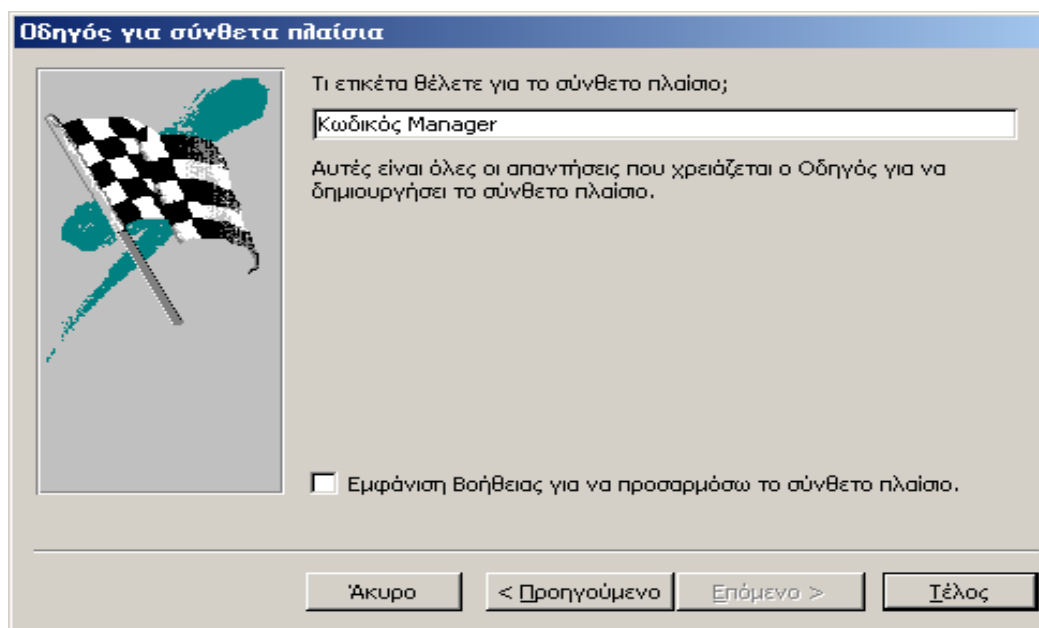 Οδηγός για σύνθετα πλαίσια
Τι ετικέτα θέλετε για το σύνθετο πλαίσιο;
Κωδικός Manager
Αυτές είναι όλες οι απαντήσεις που χρειάζεται ο Οδηγός για να
δημιουργήσει το σύνθετο πλαίσιο.
Εμφάνιση Βοήθειας για να προσαρμόσω το σύνθετο πλαίσιο.
Άκυρο
< Προηγούμενο
Επόμενο >
Τέλος